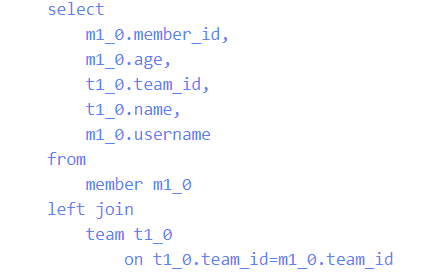 select
m1_0.member_id,
m1_0.age,
t1_0.team_id,
t1_0.name,
m1_0.username
from
member m1_0
left join
team t1_0
on t1_0.team_id=m1_0.team_id